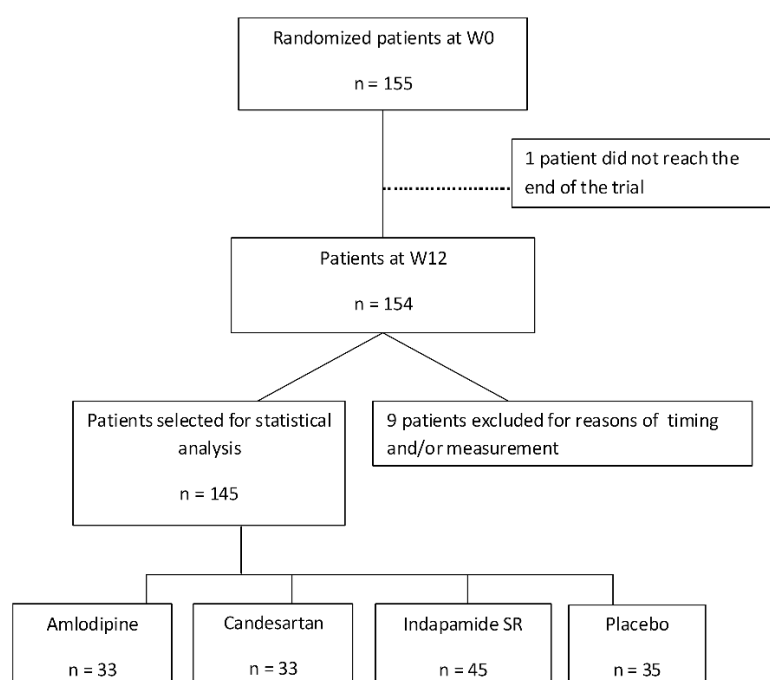 Randomized patients at W0
n = 155
1 patient did not reach the
end of the trial
Patients at W12
n = 154
Patients selected for statistical
analysis
n = 145
9 patients excluded for reasons of timing
and/or measurement
Amlodipine
n = 33
Candesartan
n = 33
Indapamide SR
n = 45
Placebo
n = 35